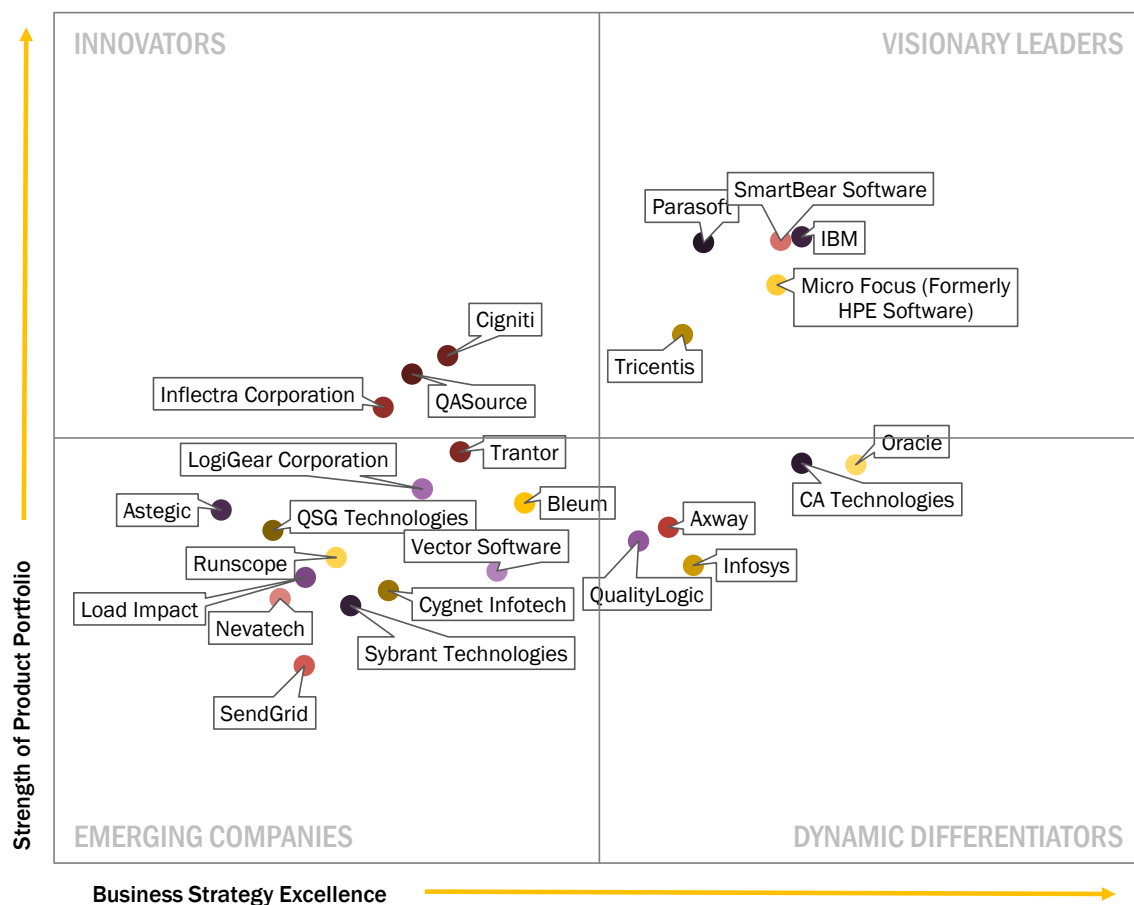 INNOVATORS
VISIONARY LEADERS
SmartBear Software
Parasoft
IBM
Micro Focus (Formerly
HPE Software)
Cigniti
Tricentis
Inflectra Corporation
QASource
Trantor
Oracle
LogiGear Corporation
CA Technologies
Astegic
QSG Technologies
Bleum
Axway
Vector Software
Runscope
Infosys
QualityLogic
Load Impact
Cygnet Infotech
Nevatech
Sybrant Technologies
SendGrid
EMERGING COMPANIES
DYNAMIC DIFFERENTIATORS
Strength of Product Portfolio
Business Strategy Excellence